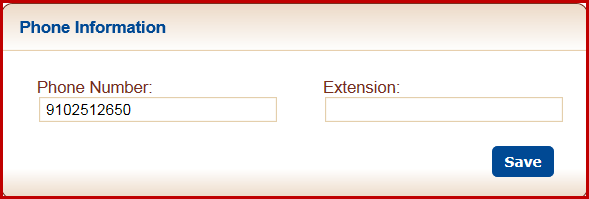 Phone Information
Phone Number: Extension:
9102512650
Save